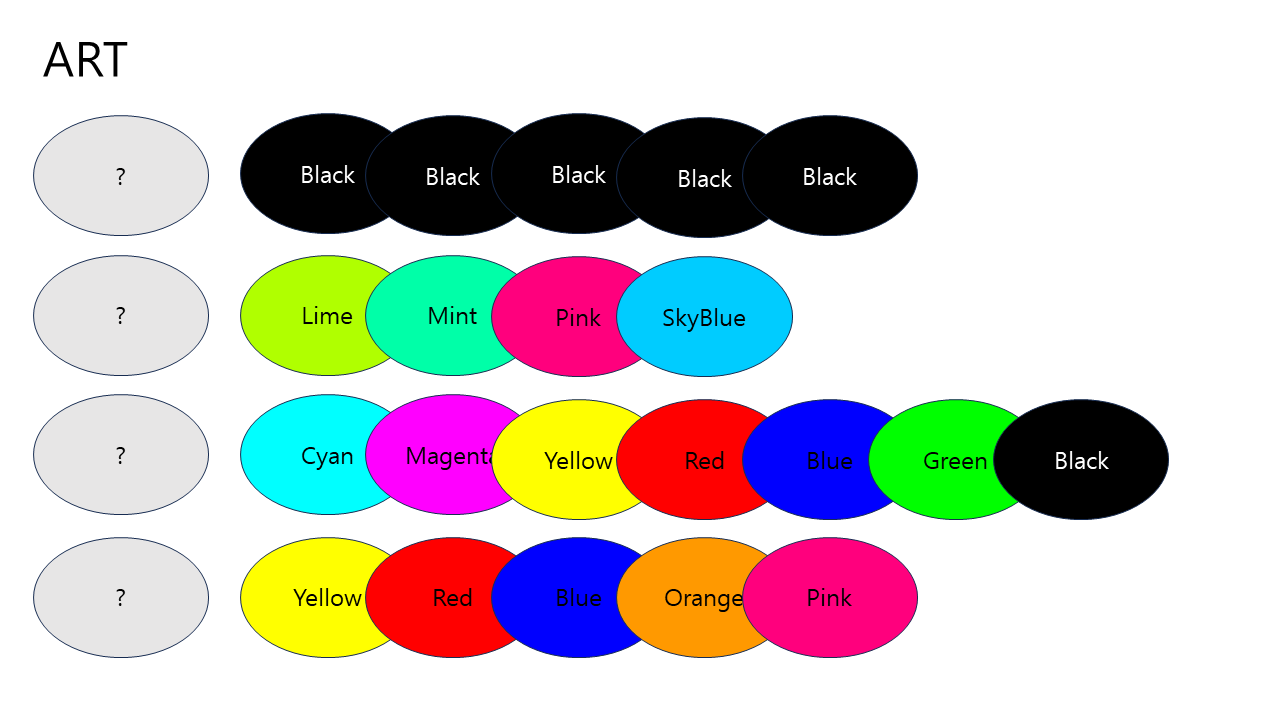 ART
? Black Black Black Black Black
? Lime Mint Pink SkyBlue
? Cyan Magenta Yellow Red Blue Green Black
? Yellow Red Blue Orange Pink